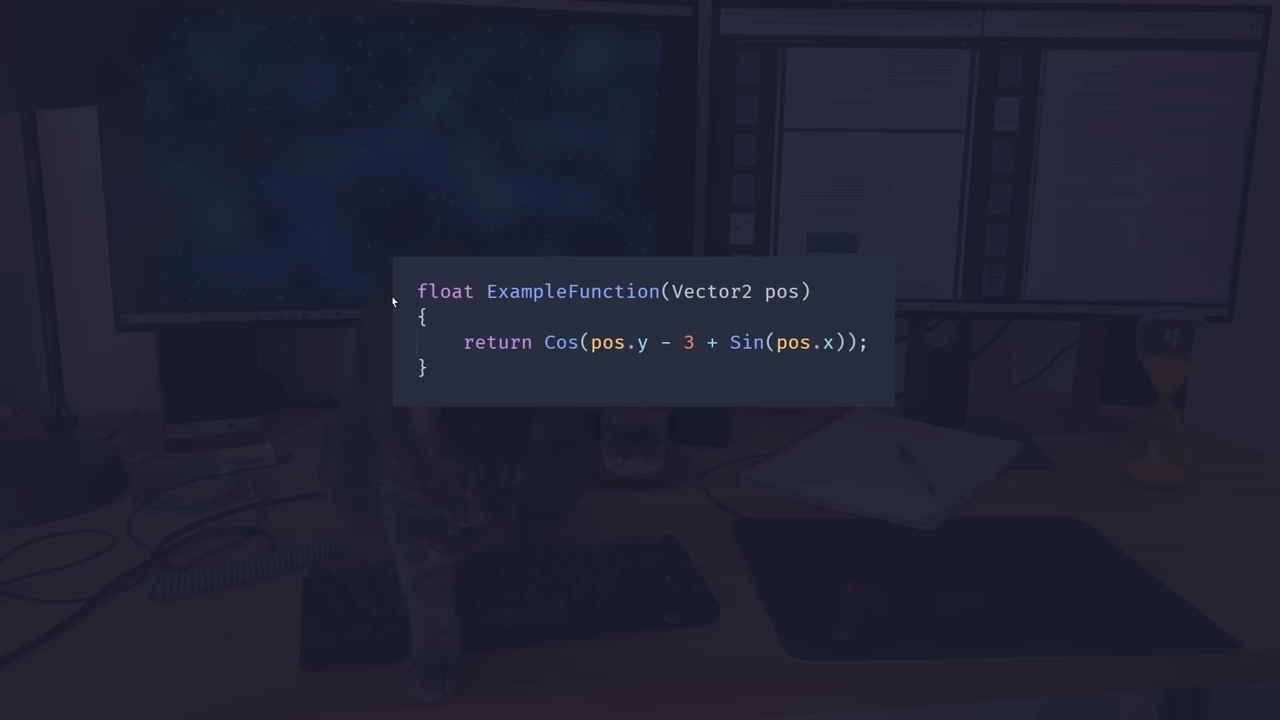 float ExampleFunction(Vector2 pos)
{
    return Cos(pos.y - 3 + Sin(pos.x));
}